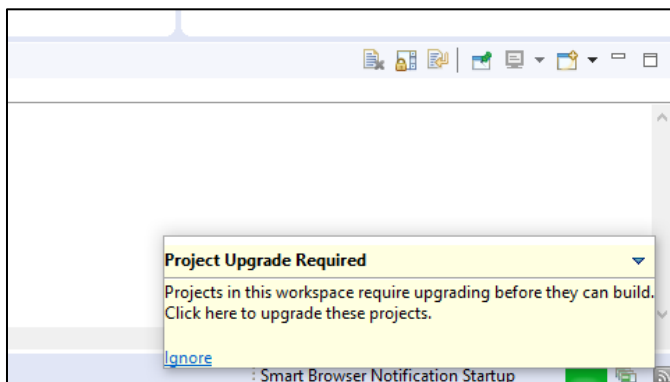 Project Upgrade Required
Projects in this workspace require upgrading before they can build.
Click here to upgrade these projects.
Ignore
: Smart Browser Notification Startup